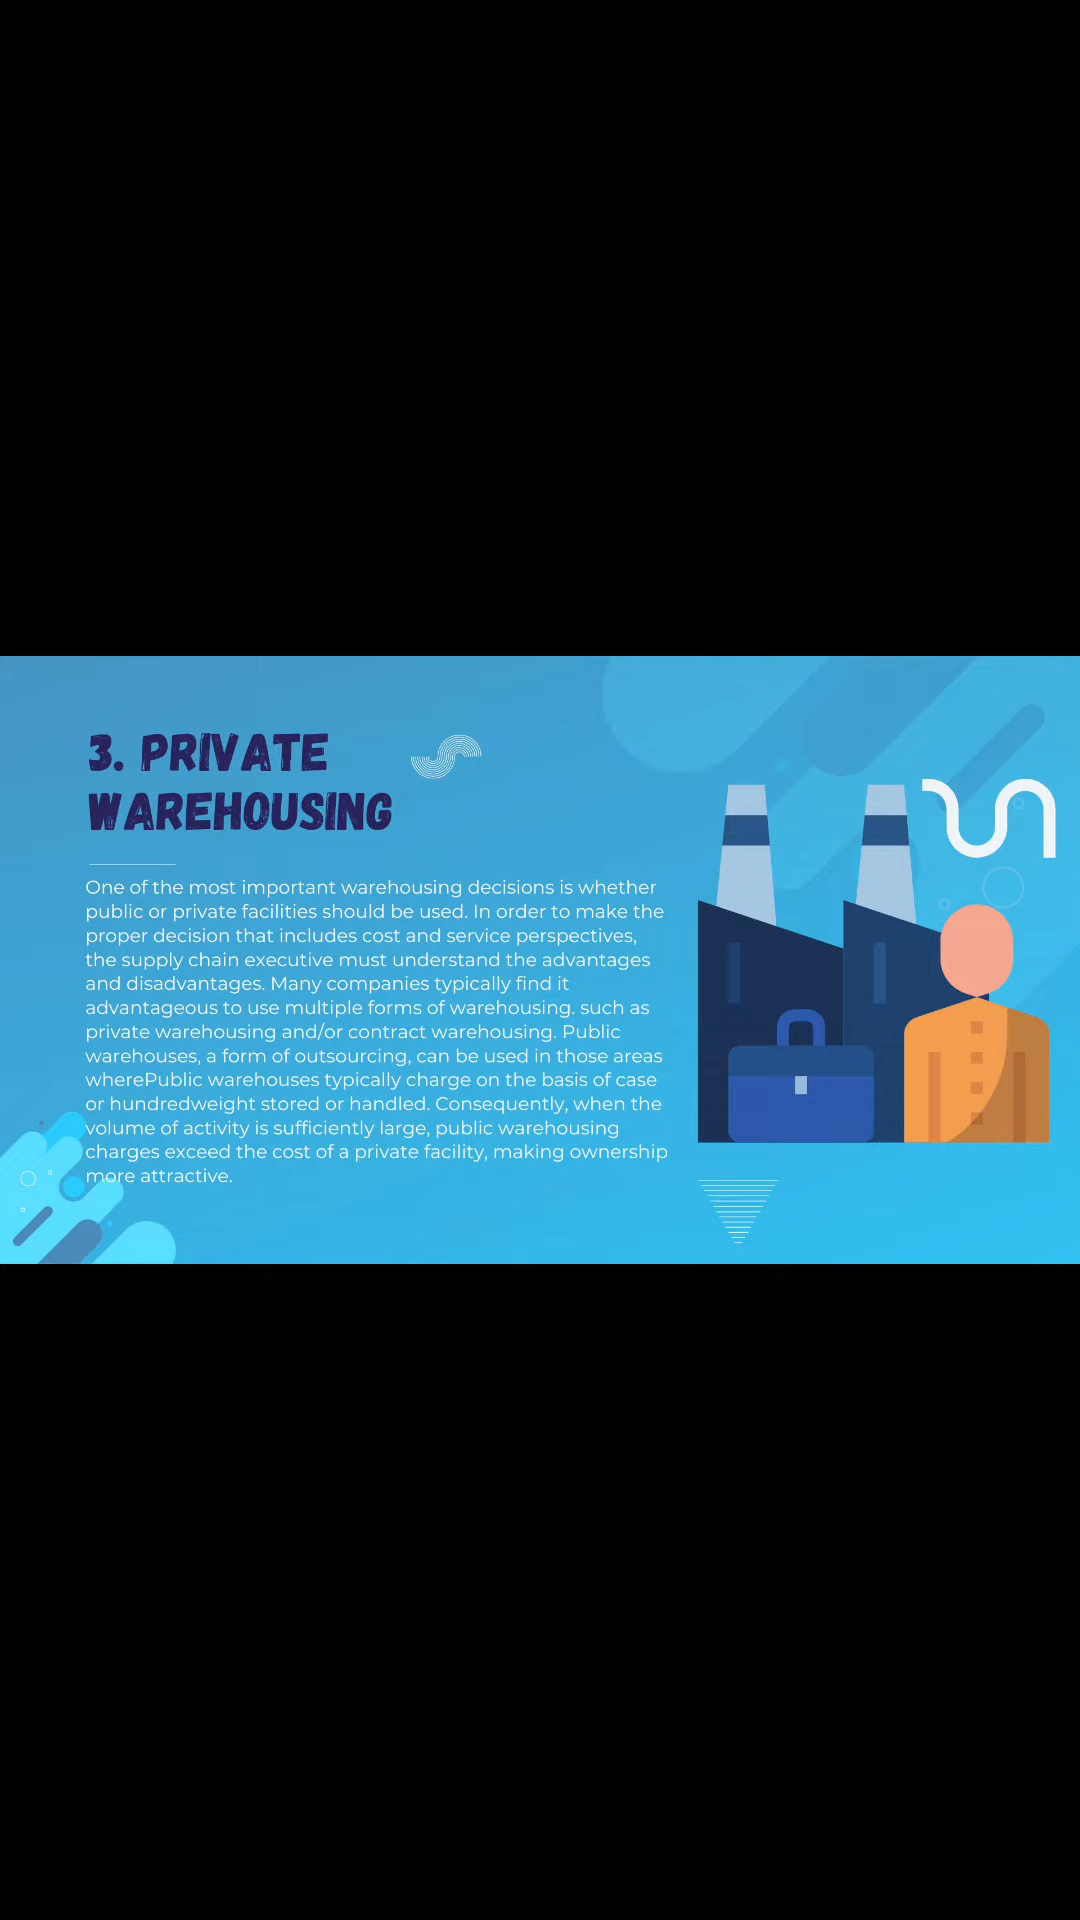 3. PRIVATE
WAREHOUSING
One of the most important warehousing decisions is whether
public or private facilities should be used. In order to make the
proper decision that includes cost and service perspectives,
the supply chain executive must understand the advantages
and disadvantages. Many companies typically find it
advantageous to use multiple forms of warehousing. such as
private warehousing and/or contract warehousing. Public
warehouses, a form of outsourcing, can be used in those areas
wherePublic warehouses typically charge on the basis of case
or hundredweight stored or handled. Consequently, when the
volume of activity is sufficiently large, public warehousing
charges exceed the cost of a private facility, making ownership
more attractive.